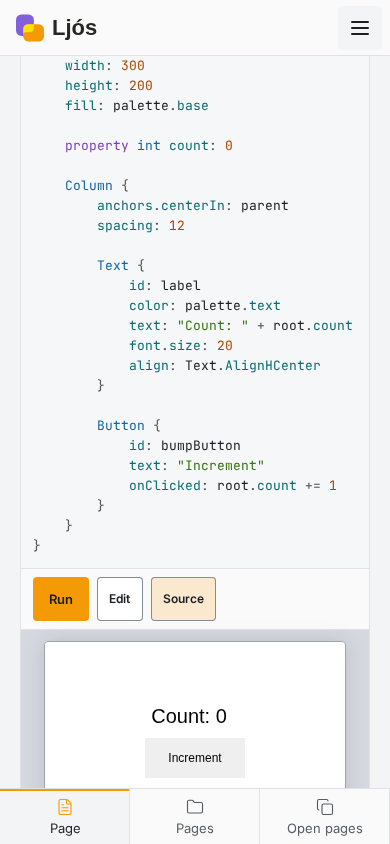 Ljós
width: 300
height: 200
fill: palette.base
property int count: 0
Column {
anchors.centerIn: parent
spacing: 12
Text {
id: label
color: palette.text
text: "Count: " + root.count
font.size: 20
align: Text.AlignHCenter
}
Button {
id: bumpButton
text: "Increment"
onClicked: root.count += 1
}
}
}
Run Edit Source
Count: 0
Increment
Page Pages Open pages